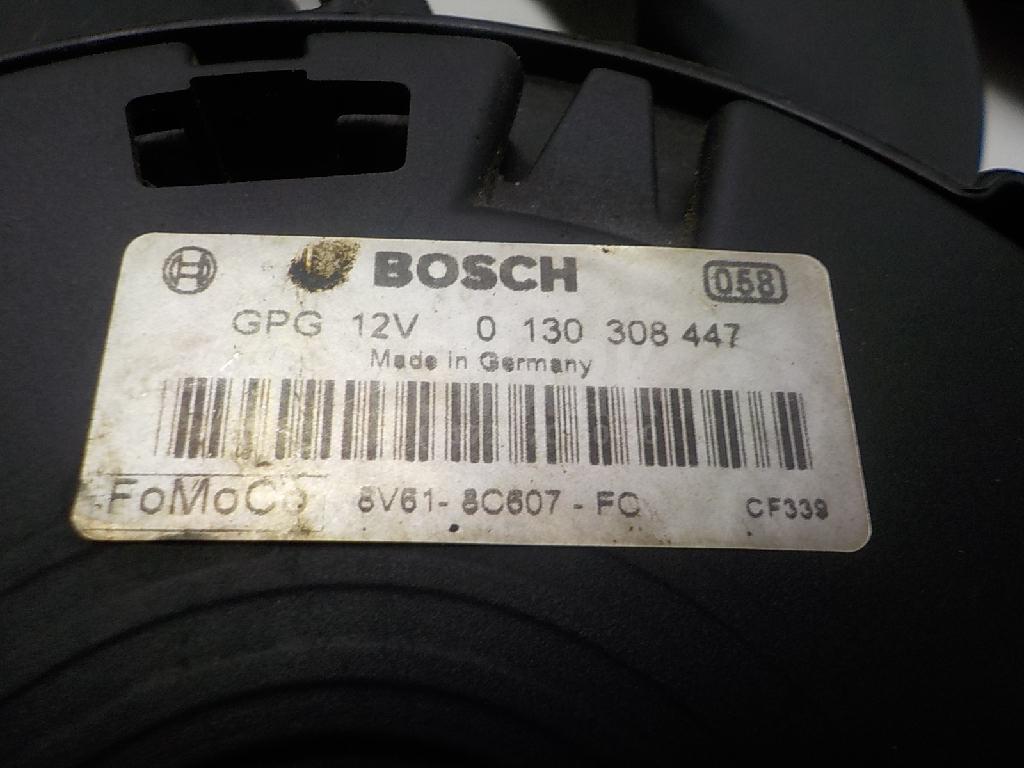 BOSCH 058
GPG 12V 0 130 308 447
Made in Germany
FoMoCo 8V61-8C607-FC CF339